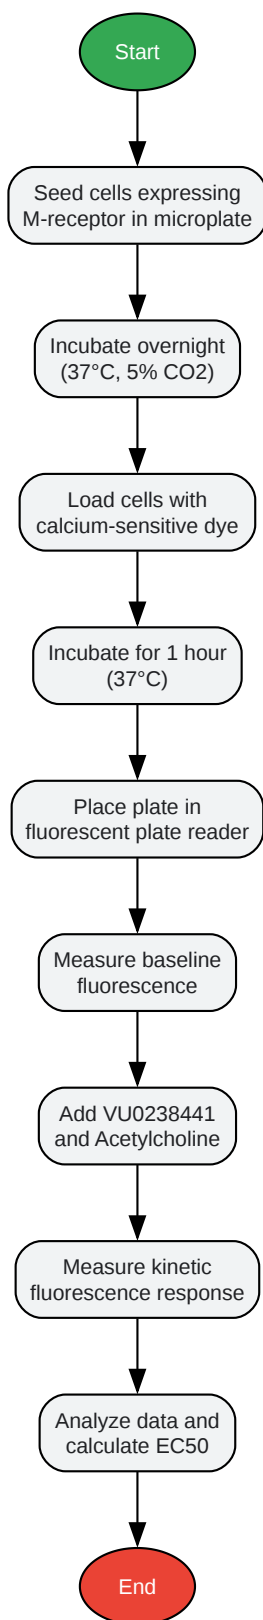 Start
Seed cells expressing
M-receptor in microplate
Incubate overnight
(37°C, 5% CO2)
Load cells with
calcium-sensitive dye
Incubate for 1 hour
(37°C)
Place plate in
fluorescent plate reader
Measure baseline
fluorescence
Add VU0238441
and Acetylcholine
Measure kinetic
fluorescence response
Analyze data and
calculate EC50
End